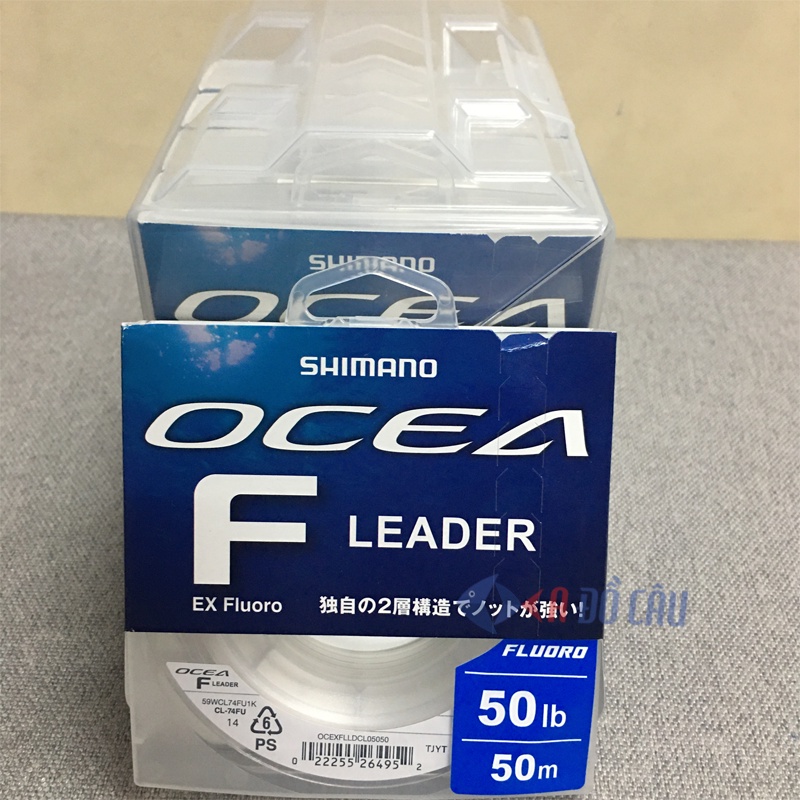 SHIMANO
OCEA
SHIMANO
OCEA
F LEADER
EX Fluoro 独自の2層構造でノットが強い!
ĐỒ CÂU
FLUORO
OCEA
F LEADER
59WCL74FU1K
CL-74FU
14
6
PS
50lb
50m
OCEXFLLDCL05050
TJYT
0 22255 26495 2